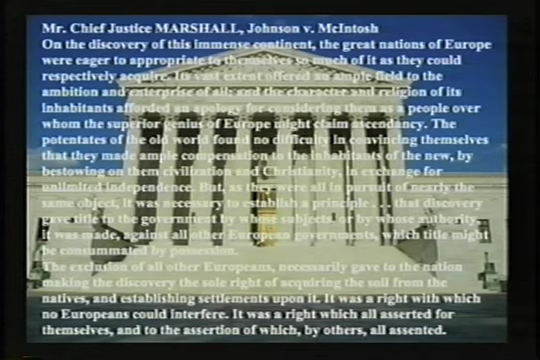 Mr. Chief Justice MARSHALL, Johnson v. McIntosh
On the discovery of this immense continent, the great nations of Europe
were eager to appropriate to themselves so much of it as they could
respectively acquire. Its vast extent offered an ample field to the
ambition and enterprise of all: and the character and religion of its
inhabitants afforded an apology for considering them as a people over
whom the superior genius of Europe might claim ascendancy. The
potentates of the old world found no difficulty in convincing themselves
that they made ample compensation to the inhabitants of the new, by
bestowing on them civilization and Christianity, in exchange for
unlimited independence. But, as they were all in pursuit of nearly the
same object, it was necessary to establish a principle . . . that discovery
gave title to the government by whose subjects, or by whose authority,
it was made, against all other European governments, which title might
be consummated by possession.
The exclusion of all other Europeans, necessarily gave to the nation
making the discovery the sole right of acquiring the soil from the
natives, and establishing settlements upon it. It was a right with which
no Europeans could interfere. It was a right which all asserted for
themselves, and to the assertion of which, by others, all assented.